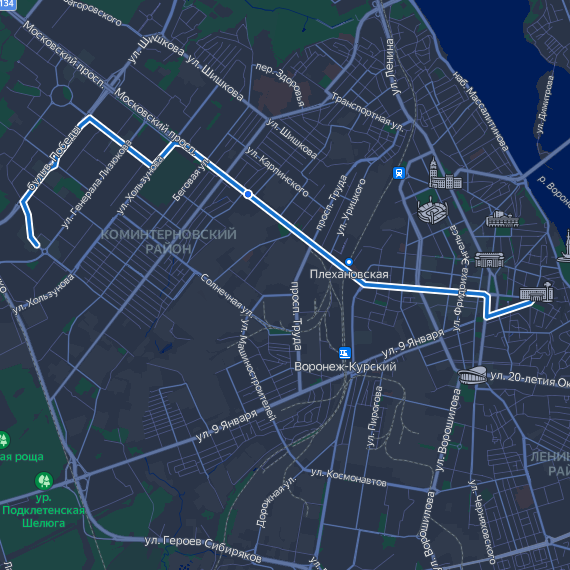 134
Загоровского
Московский просп.
ул. Шишкова
ул. Шишкова
пер. Здоровья
ул. Ленина
наб. Массалитинова
ул. Димитрова
Транспортная ул.
Московский просп.
ул. Шишкова
бульв. Победы
ул. Генерала Лизюкова
ул. Хользунова
Беговая ул.
ул. Карпинского
просп. Труда
ул. Урицкого
р. Воронеж
КОМИНТЕРНОВСКИЙ
РАЙОН
ул. Фридриха Энгельса
Плехановская
ул. Хользунова
Солнечная ул.
просп. Труда
ул. Машиностроителей
ул. 9 Января
Воронеж-Курский
ул. 20-летия Ок
ул. Пирогова
ул. Ворошилова
ул. 9 Января
ая роща
ЛЕНИН
РАЙ
ул. Космонавтов
ур.
Подклетенская
Шелюга
Дорожная ул.
ул. Ворошилова
ул. Черняховского
ул. Героев Сибиряков